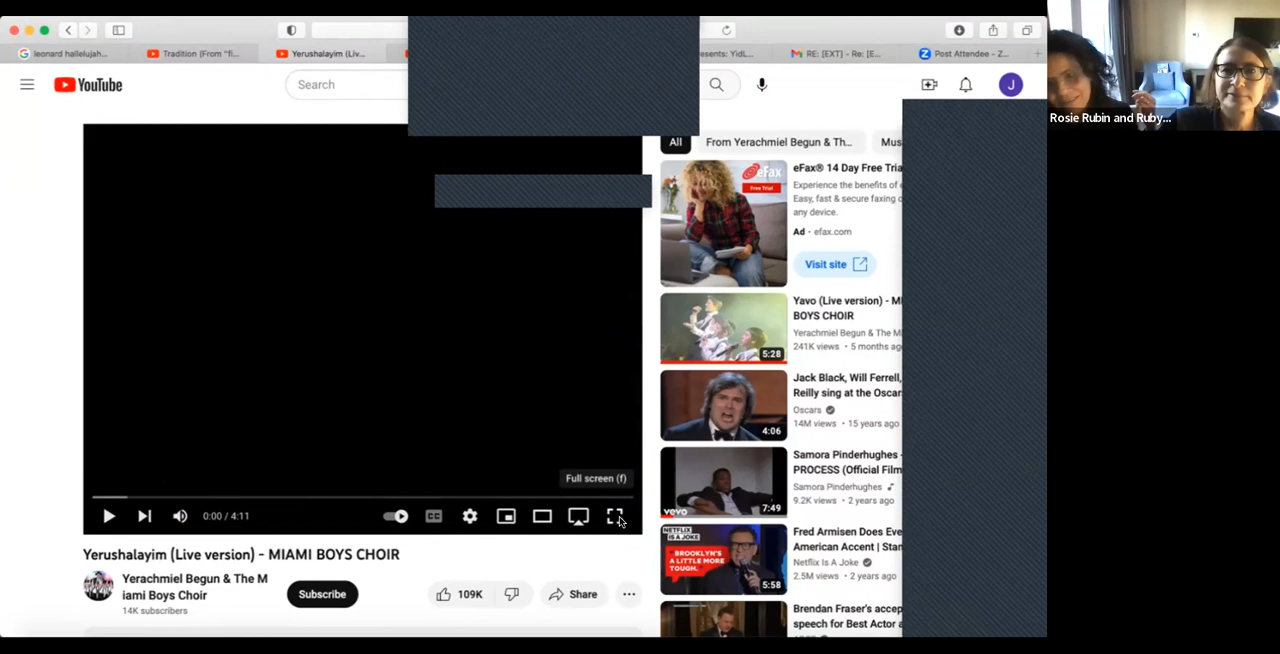 leonard hallelujah...
Tradition (From "fi...
Yerushalayim (Liv...
esents: YidL...
RE: [EXT] - Re: [E...
Post Attendee - Z...
YouTube
Search
J
Rosie Rubin and Ruby...
All
From Yerachmiel Begun & Th...
Mus
eFax
Free Trial
eFax® 14 Day Free Tria
Experience the benefits of
Easy, fast & secure faxing
any device.
Ad - efax.com
Visit site
Yavo (Live version) - M
BOYS CHOIR
Yerachmiel Begun & The M
241K views • 5 months ago
5:28
Jack Black, Will Ferrell,
Reilly sing at the Oscars
Oscars
14M views • 15 years ago
4:06
Samora Pinderhughes -
PROCESS (Official Film
Samora Pinderhughes
9.2K views • 2 years ago
vevo
7:49
Fred Armisen Does Eve
American Accent | Stan
Netflix Is A Joke
2.5M views • 2 years ago
NETFLIX
IS A JOKE
"BROOKLYN'S
A LITTLE MORE
TOUGH.
5:58
Brendan Fraser's accep
speech for Best Actor a
Full screen (f)
0:00 / 4:11
CC
Yerushalayim (Live version) - MIAMI BOYS CHOIR
Yerachmiel Begun & The M
iami Boys Choir
14K subscribers
Subscribe
109K
Share